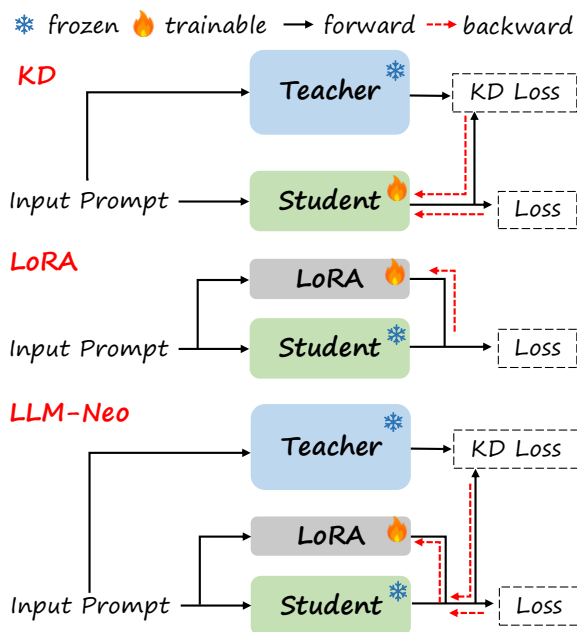 frozen trainable forward backward
KD
Teacher
KD Loss
Input Prompt
Student
Loss
LoRA
LoRA
Input Prompt
Student
Loss
LLM-Neo
Teacher
KD Loss
LoRA
Input Prompt
Student
Loss